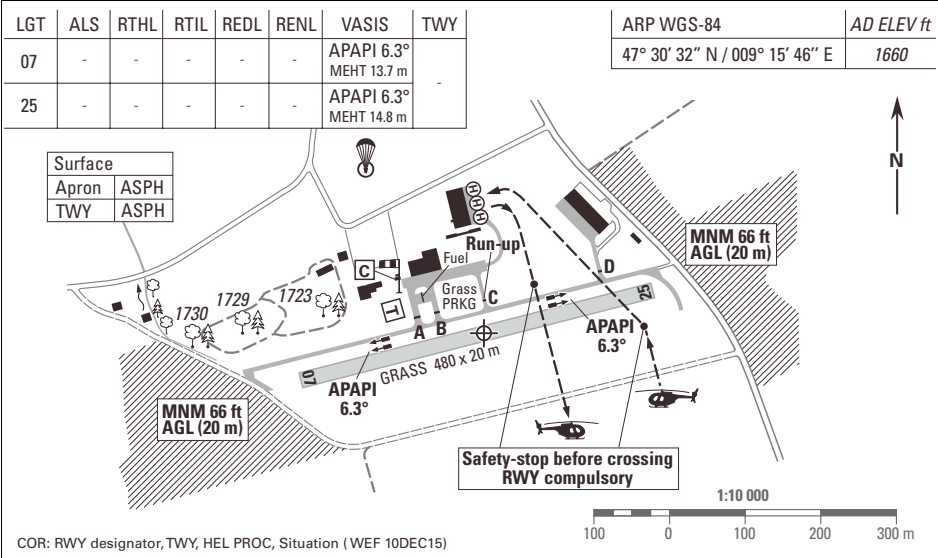 LGT ALS RTHL RTIL REDL RENL VASIS TWY
07 - - - - - APAPI 6.3° -
MEHT 13.7 m
25 - - - - - APAPI 6.3°
MEHT 14.8 m
ARP WGS-84 AD ELEV ft
47° 30' 32" N / 009° 15' 46'' E 1660
Surface
Apron ASPH
TWY ASPH
N
H
H
H
MNM 66 ft
AGL (20 m)
Run-up
Fuel
C
Grass
PRKG
D
C
T
1723
1729
1730
A B
25
APAPI
6.3°
GRASS 480 x 20 m
07
APAPI
6.3°
MNM 66 ft
AGL (20 m)
Safety-stop before crossing
RWY compulsory
1:10 000
100 0 100 200 300 m
COR: RWY designator, TWY, HEL PROC, Situation ( WEF 10DEC15)